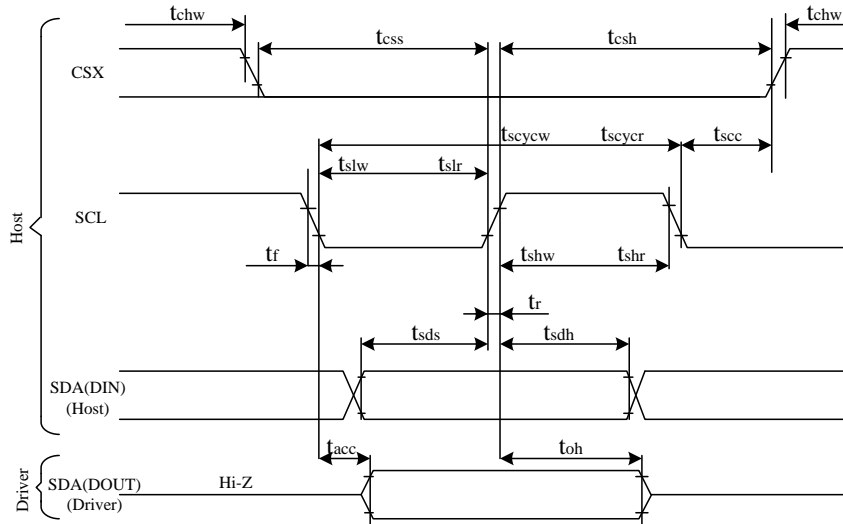 tchw
tcss
tcsh
tchw
CSX
tscycw
tscycr
tscc
tslw
tslr
SCL
Host
tf
tshw
tshr
tr
tsds
tsdh
SDA(DIN)
(Host)
tacc
toh
Driver
SDA(DOUT)
(Driver)
Hi-Z